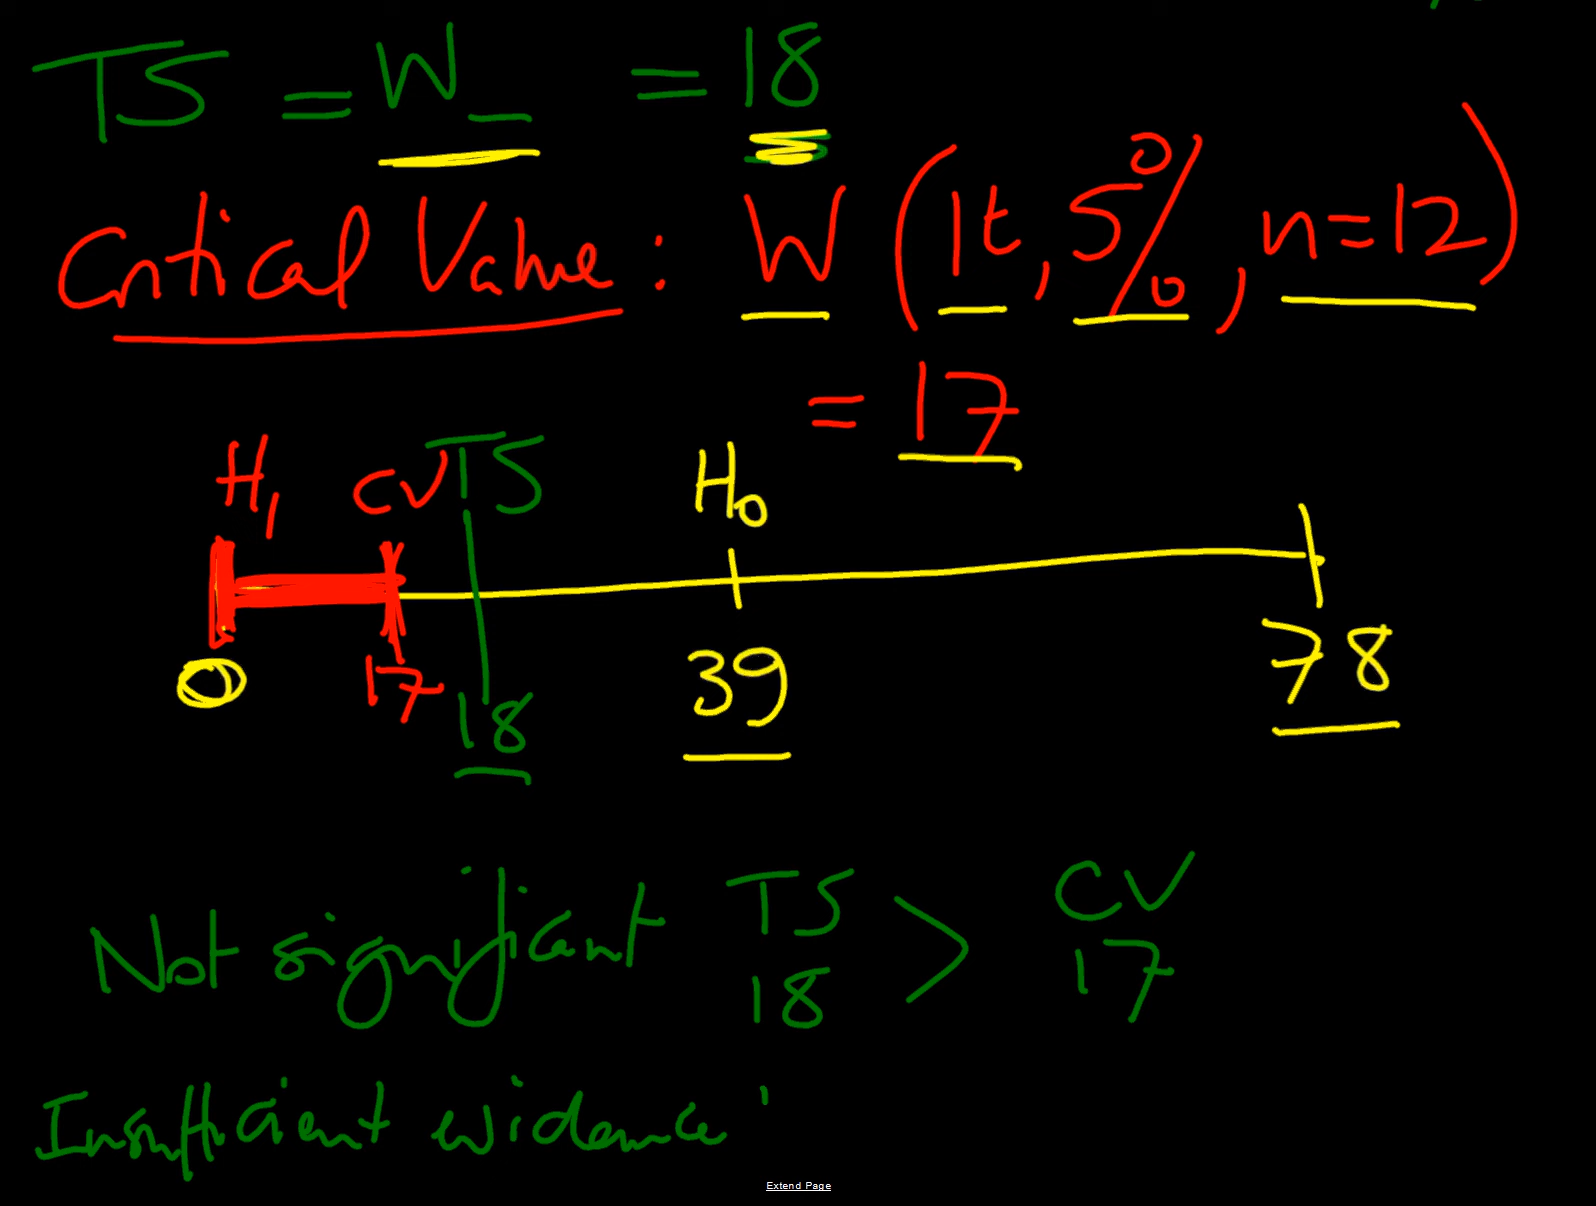 TS = W_ = 18
Critical Value : W (1t, 5%, n=12)
= 17
H₁ CV TS H₀
0 17 18 39 78
Not significant TS > CV
18 17
Insufficient evidence
Extend Page